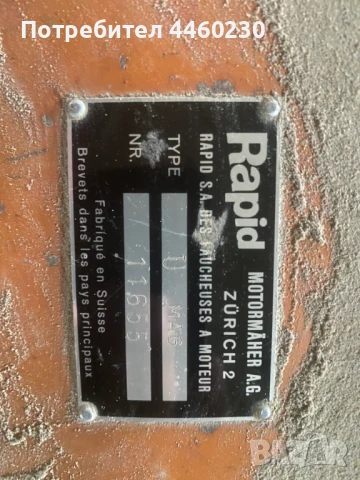 Потребител 4460230
Rapid
MOTORMÄHER A.G.
ZÜRICH 2
RAPID S.A. DES FAUCHEUSES A MOTEUR
TYPE
NR.
11655
Fabriqué en Suisse
Brevets dans les pays principaux
BAZAR